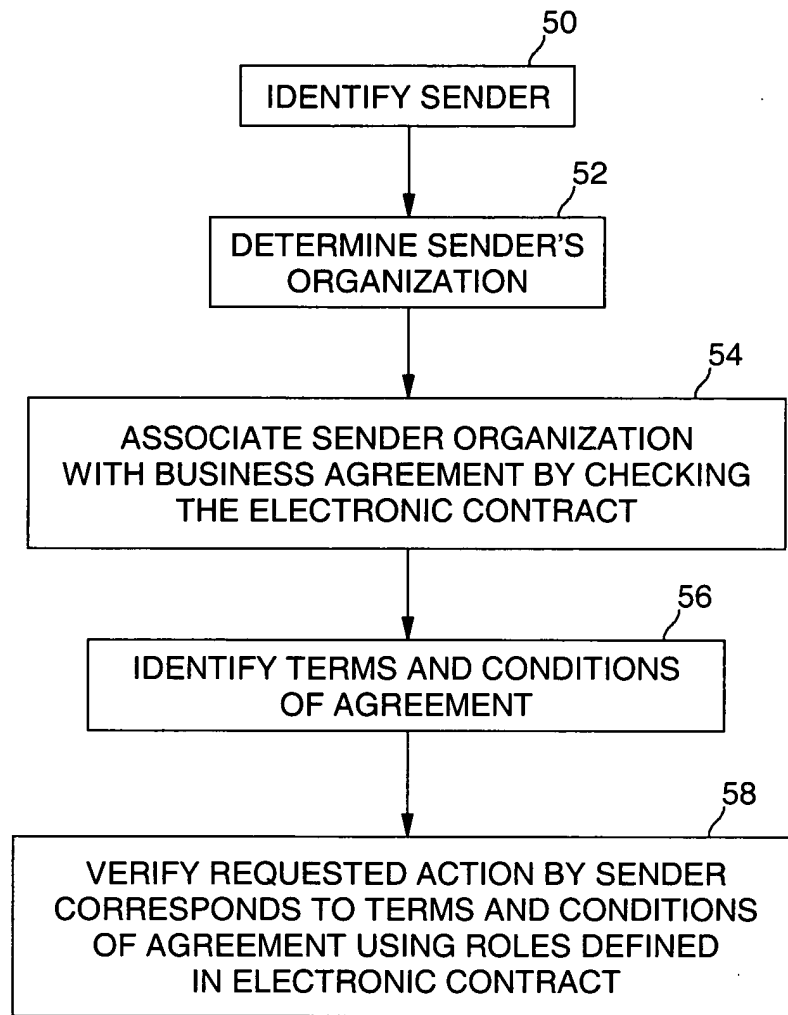 50
IDENTIFY SENDER
52
DETERMINE SENDER'S
ORGANIZATION
54
ASSOCIATE SENDER ORGANIZATION
WITH BUSINESS AGREEMENT BY CHECKING
THE ELECTRONIC CONTRACT
56
IDENTIFY TERMS AND CONDITIONS
OF AGREEMENT
58
VERIFY REQUESTED ACTION BY SENDER
CORRESPONDS TO TERMS AND CONDITIONS
OF AGREEMENT USING ROLES DEFINED
IN ELECTRONIC CONTRACT